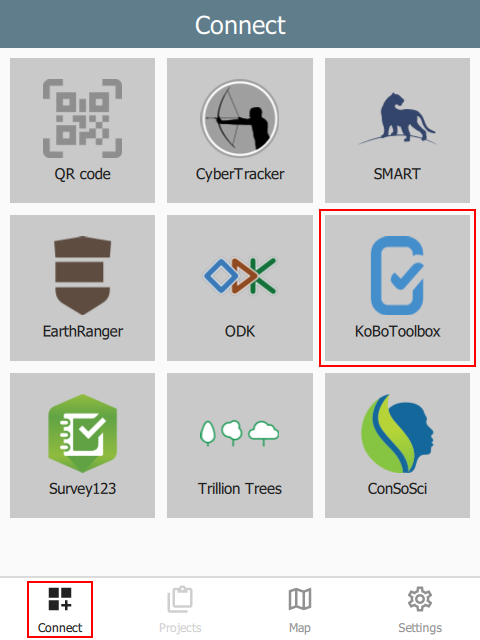 Connect
QR code
CyberTracker
SMART
EarthRanger
ODK
KoBoToolbox
Survey123
Trillion Trees
ConSoSci
Connect
Projects
Map
Settings